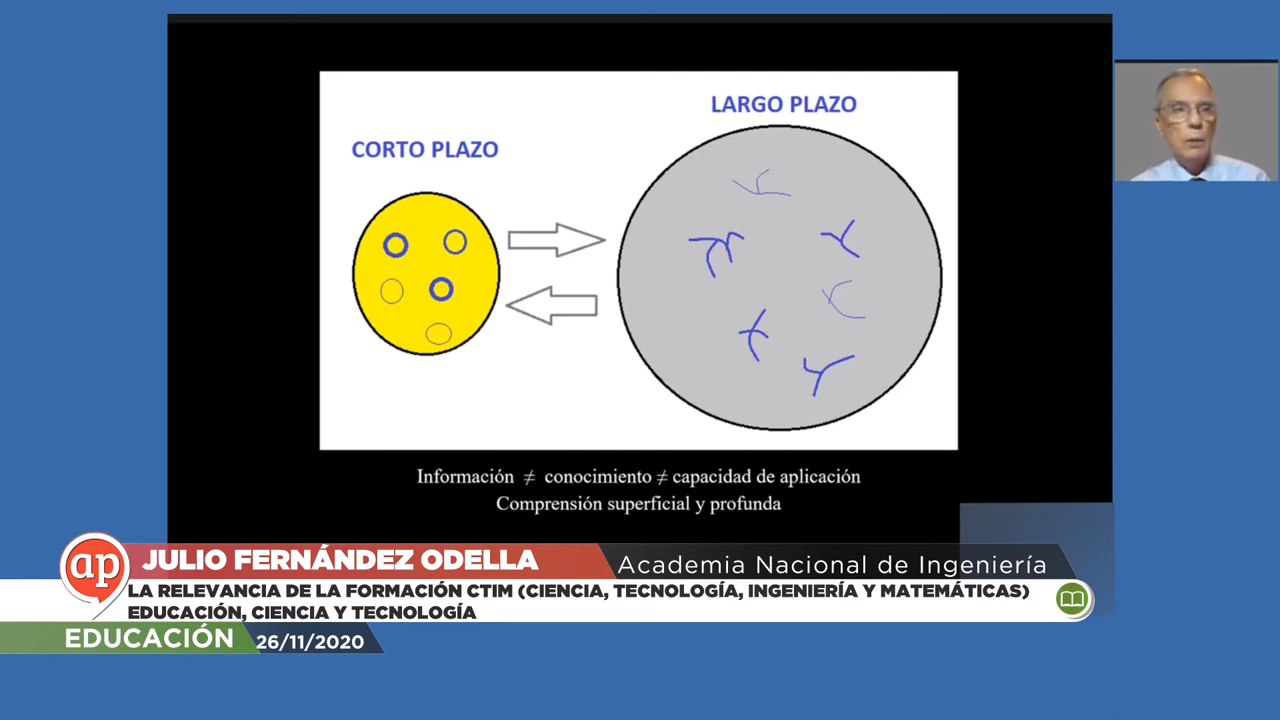 LARGO PLAZO
CORTO PLAZO
Información ≠ conocimiento ≠ capacidad de aplicación
Comprensión superficial y profunda
ap
JULIO FERNÁNDEZ ODELLA
Academia Nacional de Ingeniería
LA RELEVANCIA DE LA FORMACIÓN CTIM (CIENCIA, TECNOLOGÍA, INGENIERÍA Y MATEMÁTICAS)
EDUCACIÓN, CIENCIA Y TECNOLOGÍA
EDUCACIÓN
26/11/2020